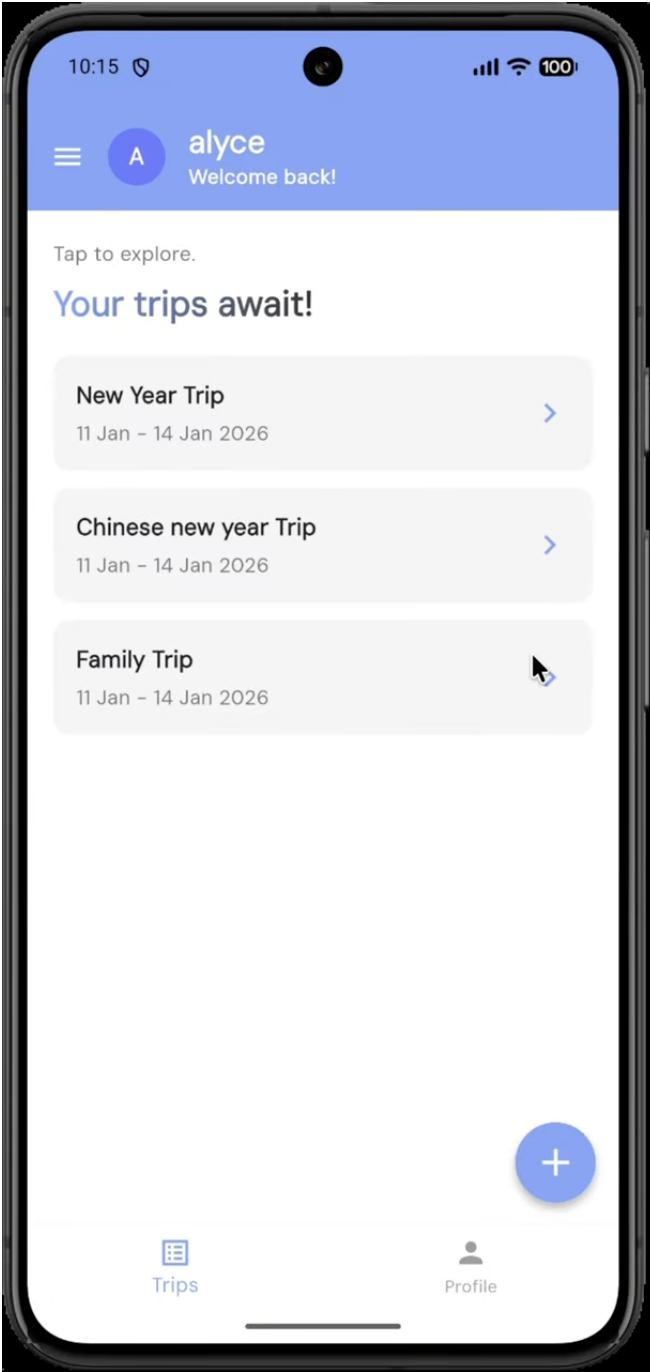 10:15
100
A
alyce
Welcome back!
Tap to explore.
Your trips await!
New Year Trip
11 Jan - 14 Jan 2026
Chinese new year Trip
11 Jan - 14 Jan 2026
Family Trip
11 Jan - 14 Jan 2026
Trips
Profile